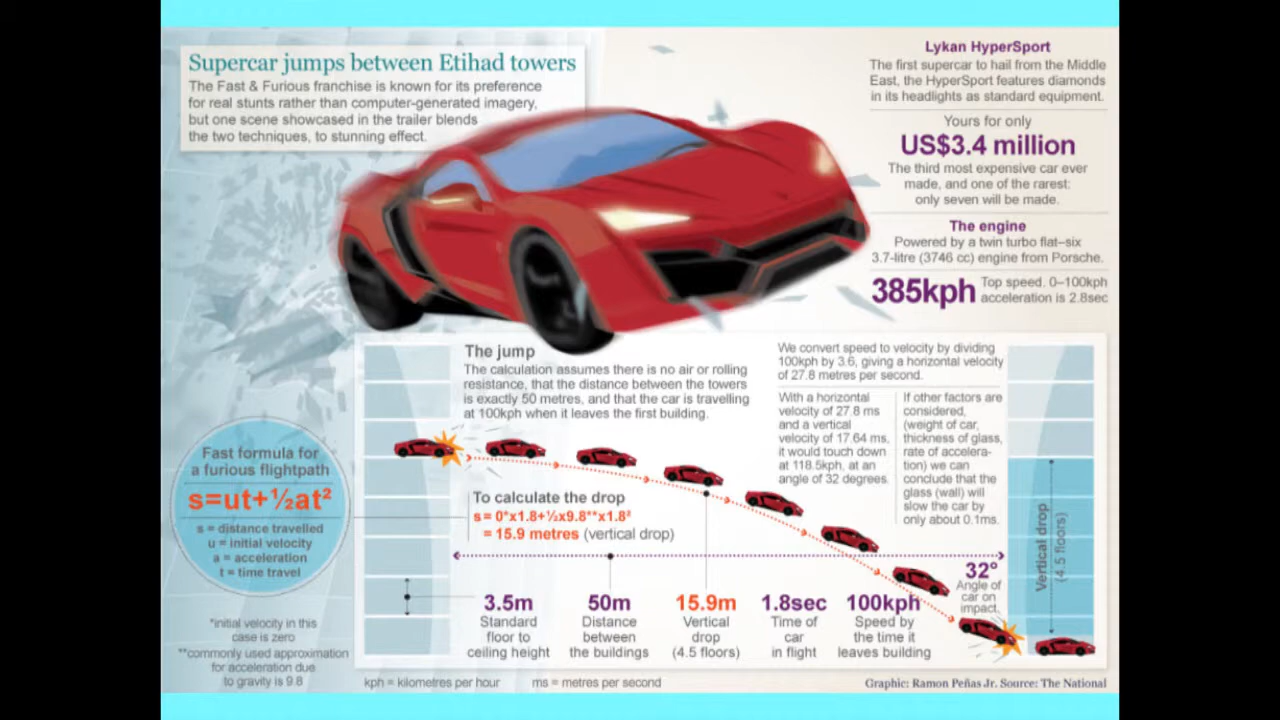 Supercar jumps between Etihad towers
The Fast & Furious franchise is known for its preference
for real stunts rather than computer-generated imagery,
but one scene showcased in the trailer blends
the two techniques, to stunning effect.
Lykan HyperSport
The first supercar to hail from the Middle
East, the HyperSport features diamonds
in its headlights as standard equipment.
Yours for only
US$3.4 million
The third most expensive car ever
made, and one of the rarest:
only seven will be made.
The engine
Powered by a twin turbo flat–six
3.7-litre (3746 cc) engine from Porsche.
385kph
Top speed. 0–100kph
acceleration is 2.8sec
The jump
The calculation assumes there is no air or rolling
resistance, that the distance between the towers
is exactly 50 metres, and that the car is travelling
at 100kph when it leaves the first building.
We convert speed to velocity by dividing
100kph by 3.6, giving a horizontal velocity
of 27.8 metres per second.
With a horizontal
velocity of 27.8 ms
and a vertical
velocity of 17.64 ms,
it would touch down
at 118.5kph, at an
angle of 32 degrees.
If other factors are
considered,
(weight of car,
thickness of glass,
rate of accelera-
tion) we can
conclude that the
glass (wall) will
slow the car by
only about 0.1ms.
Fast formula for
a furious flightpath
s=ut+½at²
s = distance travelled
u = initial velocity
a = acceleration
t = time travel
*initial velocity in this
case is zero
**commonly used approximation
for acceleration due
to gravity is 9.8
To calculate the drop
s= 0*x1.8+½x9.8**x1.8²
= 15.9 metres (vertical drop)
3.5m
Standard
floor to
ceiling height
50m
Distance
between
the buildings
15.9m
Vertical
drop
(4.5 floors)
1.8sec
Time of
car
in flight
100kph
Speed by
the time it
leaves building
32°
Angle of
car on
impact.
Vertical drop
(4.5 floors)
kph = kilometres per hour ms = metres per second
Graphic: Ramon Peñas Jr. Source: The National